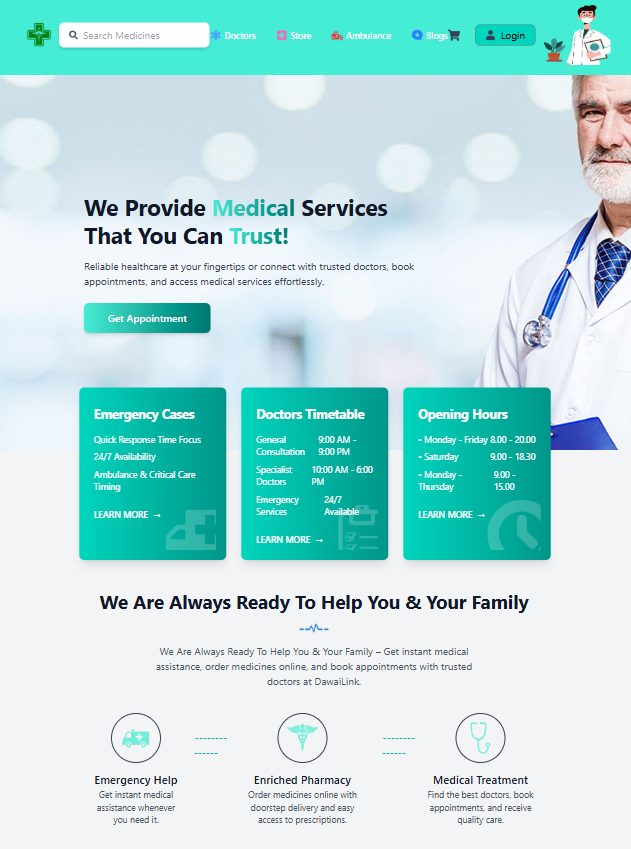 Search Medicines
Doctors
Store
Ambulance
Blogs
Login
We Provide Medical Services
That You Can Trust!
Reliable healthcare at your fingertips or connect with trusted doctors, book
appointments, and access medical services effortlessly.
Get Appointment
Emergency Cases
Quick Response Time Focus
24/7 Availability
Ambulance & Critical Care
Timing
LEARN MORE →
Doctors Timetable
General 9:00 AM –
Consultation 9:00 PM
Specialist 10:00 AM - 6:00
Doctors PM
Emergency 24/7
Services Available
LEARN MORE →
Opening Hours
- Monday - Friday 8.00 - 20.00
- Saturday 9.00 - 18.30
- Monday - 9.00 -
Thursday 15.00
LEARN MORE →
We Are Always Ready To Help You & Your Family
We Are Always Ready To Help You & Your Family – Get instant medical
assistance, order medicines online, and book appointments with trusted
doctors at DawaiLink.
Emergency Help
Get instant medical
assistance whenever
you need it.
Enriched Pharmacy
Order medicines online with
doorstep delivery and easy
access to prescriptions.
Medical Treatment
Find the best doctors, book
appointments, and receive
quality care.